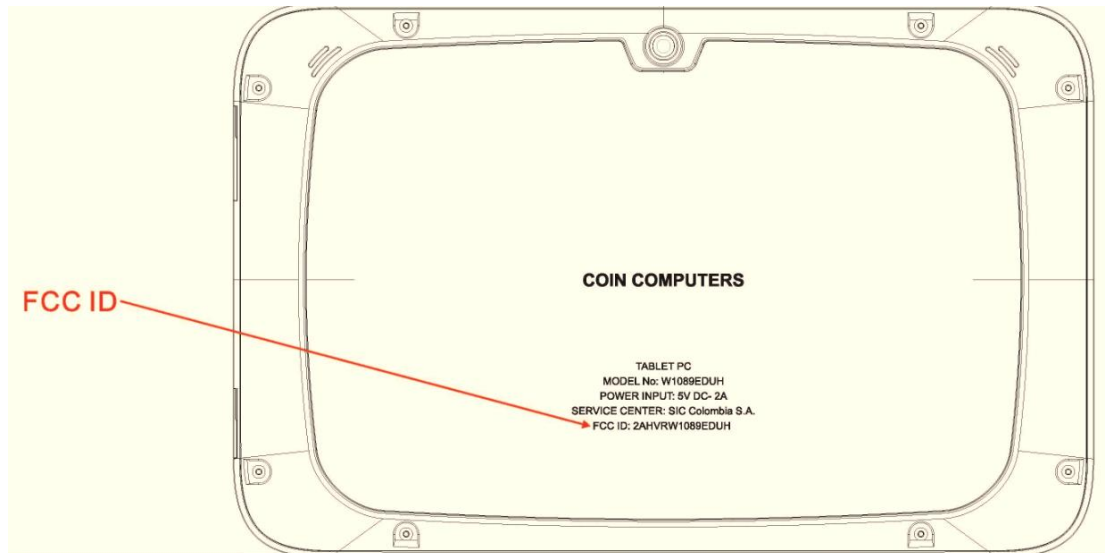 COIN COMPUTERS
FCC ID
TABLET PC
MODEL No: W1089EDUH
POWER INPUT: 5V DC- 2A
SERVICE CENTER: SIC Colombia S.A.
FCC ID: 2AHVRW1089EDUH